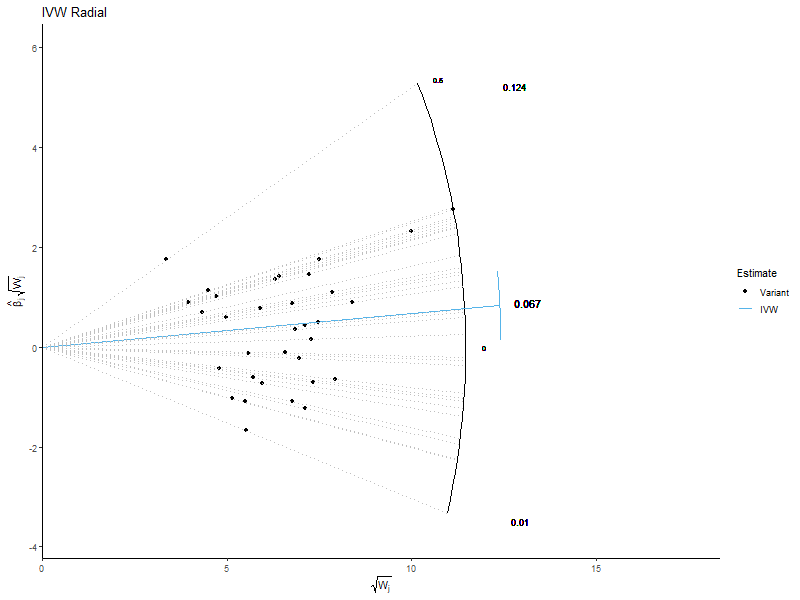 IVW Radial
6
4
2
0
-2
-4
β̂ⱼ√Wⱼ
0.5
0.124
0.067
0
0.01
0
5
10
15
√Wⱼ
Estimate
Variant
IVW